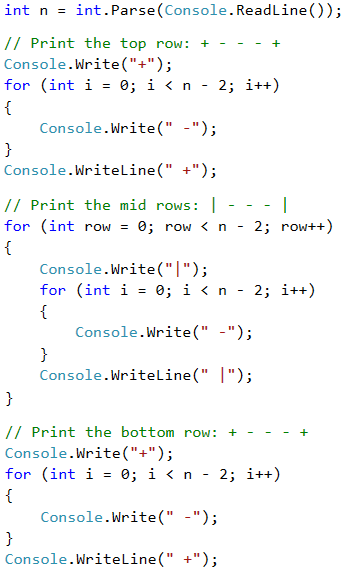 int n = int.Parse(Console.ReadLine());
// Print the top row: + - - - +
Console.Write("+");
for (int i = 0; i < n - 2; i++)
{
    Console.Write(" -");
}
Console.WriteLine(" +");
// Print the mid rows: | - - - |
for (int row = 0; row < n - 2; row++)
{
    Console.Write("|");
    for (int i = 0; i < n - 2; i++)
    {
        Console.Write(" -");
    }
    Console.WriteLine(" |");
}
// Print the bottom row: + - - - +
Console.Write("+");
for (int i = 0; i < n - 2; i++)
{
    Console.Write(" -");
}
Console.WriteLine(" +");